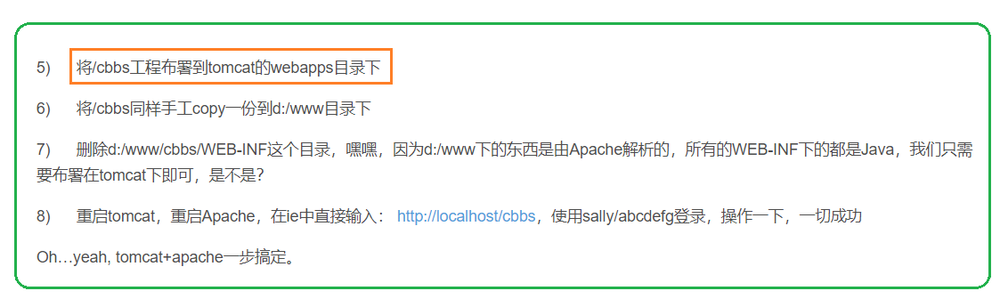 5) 将/cbbs工程布署到tomcat的webapps目录下
6) 将/cbbs同样手工copy一份到d:/www目录下
7) 删除d:/www/cbbs/WEB-INF这个目录，嘿嘿，因为d:/www下的东西是由Apache解析的，所有的WEB-INF下的都是Java，我们只需
要布署在tomcat下即可，是不是？
8) 重启tomcat，重启Apache，在ie中直接输入： http://localhost/cbbs，使用sally/abcdefg登录，操作一下，一切成功
Oh…yeah, tomcat+apache一步搞定。